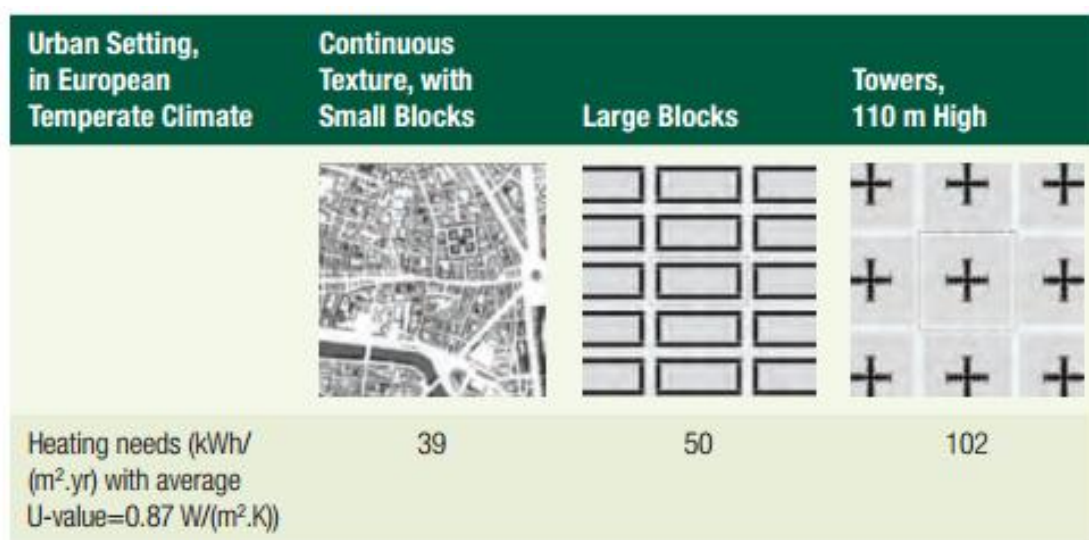 Urban Setting,
in European
Temperate Climate
Continuous
Texture, with
Small Blocks
Large Blocks
Towers,
110 m High
Heating needs (kWh/
(m².yr) with average
U-value=0.87 W/(m².K))
39
50
102